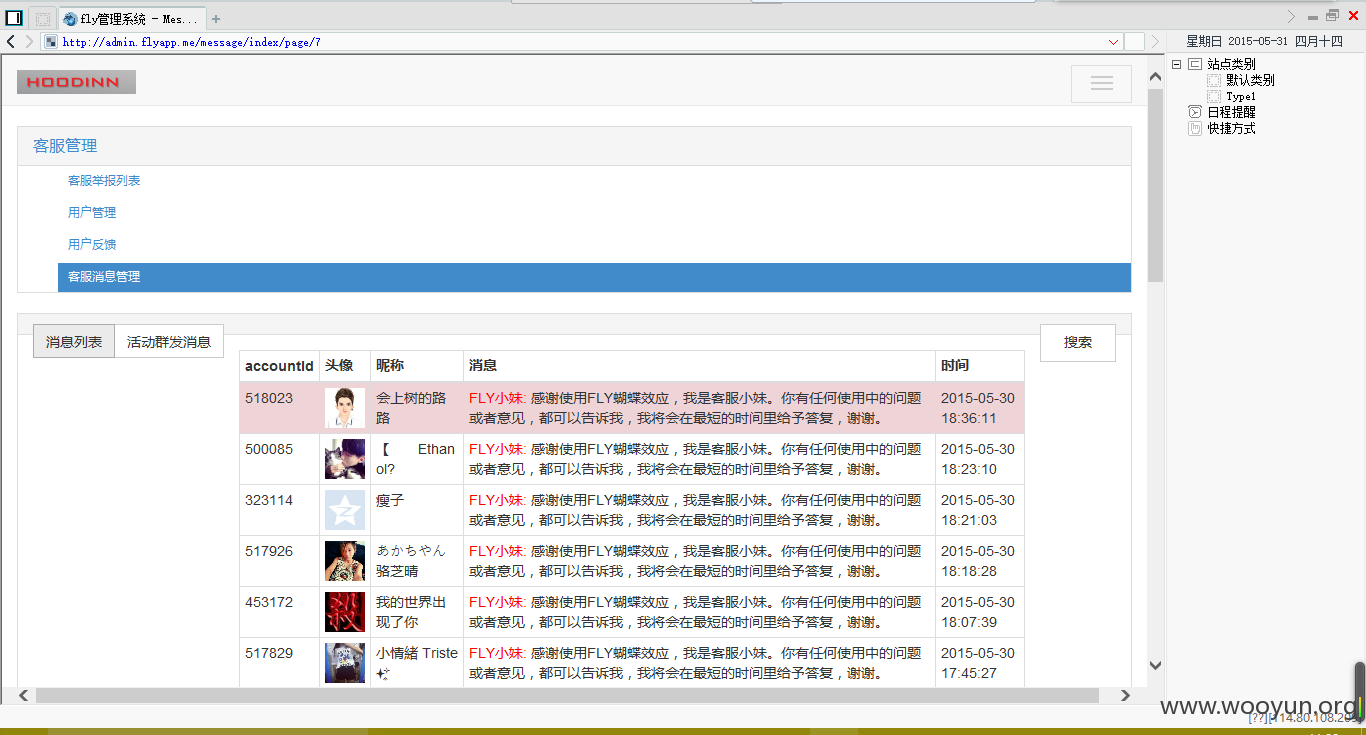 fly管理系统 - Mes...
http://admin.flyapp.me/message/index/page/7
星期日 2015-05-31 四月十四
HOODINN
站点类别
默认类别
Type1
日程提醒
快捷方式
客服管理
客服举报列表
用户管理
用户反馈
客服消息管理
消息列表 活动群发消息 搜索
accountId 头像 昵称 消息 时间
518023 会上树的路 FLY小妹: 感谢使用FLY蝴蝶效应，我是客服小妹。你有任何使用中的问题 2015-05-30
路 或者意见，都可以告诉我，我将会在最短的时间里给予答复，谢谢。 18:36:11
500085 【 Ethan FLY小妹: 感谢使用FLY蝴蝶效应，我是客服小妹。你有任何使用中的问题 2015-05-30
ol? 或者意见，都可以告诉我，我将会在最短的时间里给予答复，谢谢。 18:23:10
323114 瘦子 FLY小妹: 感谢使用FLY蝴蝶效应，我是客服小妹。你有任何使用中的问题 2015-05-30
或者意见，都可以告诉我，我将会在最短的时间里给予答复，谢谢。 18:21:03
517926 あかちやん FLY小妹: 感谢使用FLY蝴蝶效应，我是客服小妹。你有任何使用中的问题 2015-05-30
骆芝晴 或者意见，都可以告诉我，我将会在最短的时间里给予答复，谢谢。 18:18:28
453172 我的世界出 FLY小妹: 感谢使用FLY蝴蝶效应，我是客服小妹。你有任何使用中的问题 2015-05-30
现了你 或者意见，都可以告诉我，我将会在最短的时间里给予答复，谢谢。 18:07:39
517829 小情緒 Triste FLY小妹: 感谢使用FLY蝴蝶效应，我是客服小妹。你有任何使用中的问题 2015-05-30
或者意见，都可以告诉我，我将会在最短的时间里给予答复，谢谢。 17:45:27
www.wooyun.org